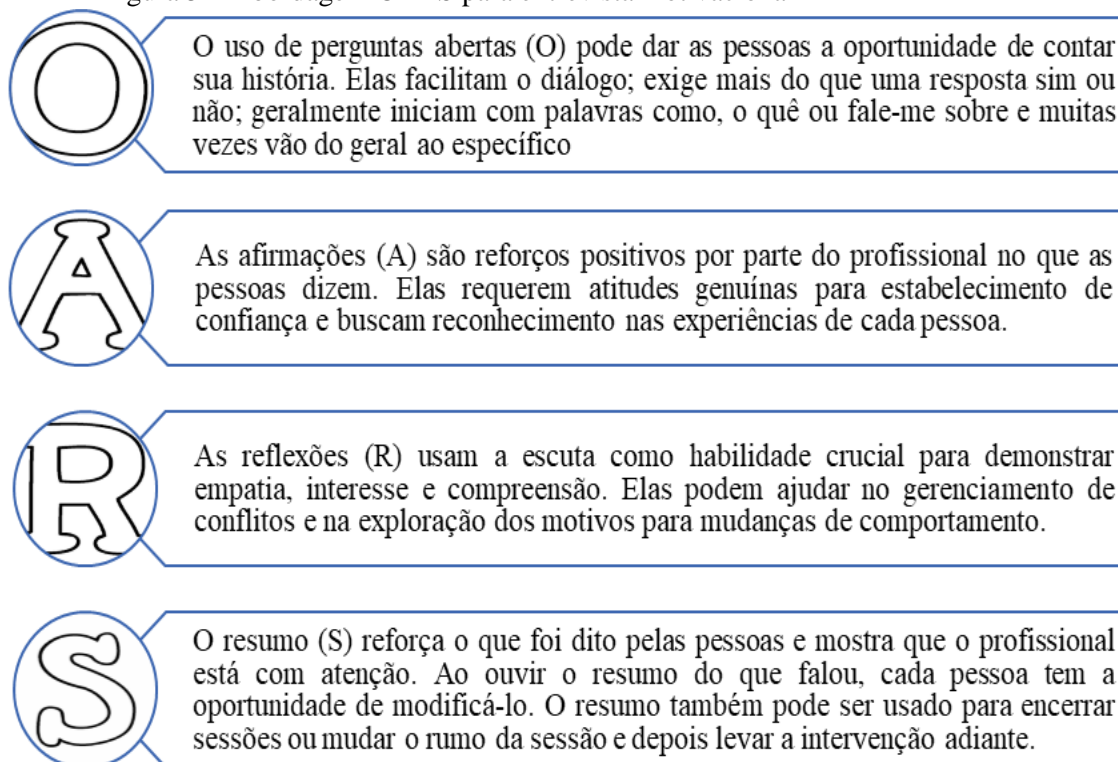 O
O uso de perguntas abertas (O) pode dar as pessoas a oportunidade de contar
sua história. Elas facilitam o diálogo; exige mais do que uma resposta sim ou
não; geralmente iniciam com palavras como, o quê ou fale-me sobre e muitas
vezes vão do geral ao específico
A
As afirmações (A) são reforços positivos por parte do profissional no que as
pessoas dizem. Elas requerem atitudes genuínas para estabelecimento de
confiança e buscam reconhecimento nas experiências de cada pessoa.
R
As reflexões (R) usam a escuta como habilidade crucial para demonstrar
empatia, interesse e compreensão. Elas podem ajudar no gerenciamento de
conflitos e na exploração dos motivos para mudanças de comportamento.
S
O resumo (S) reforça o que foi dito pelas pessoas e mostra que o profissional
está com atenção. Ao ouvir o resumo do que falou, cada pessoa tem a
oportunidade de modificá-lo. O resumo também pode ser usado para encerrar
sessões ou mudar o rumo da sessão e depois levar a intervenção adiante.